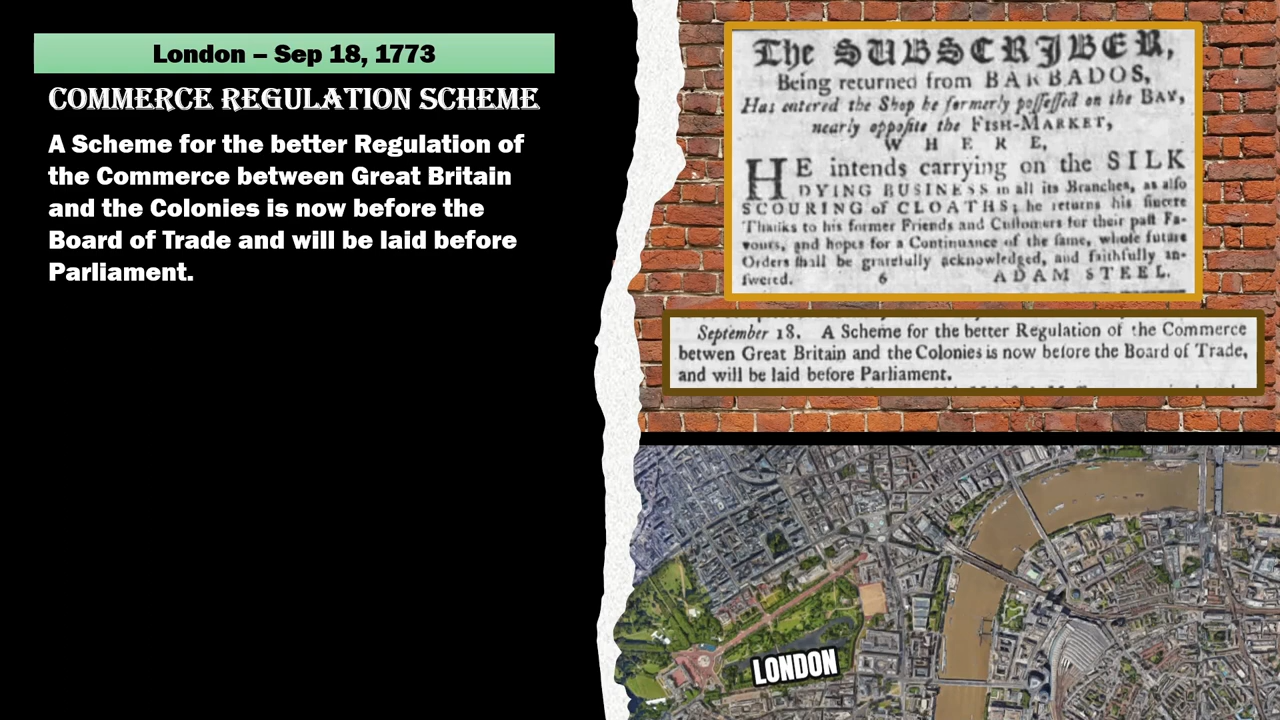 London – Sep 18, 1773
COMMERCE REGULATION SCHEME
A Scheme for the better Regulation of
the Commerce between Great Britain
and the Colonies is now before the
Board of Trade and will be laid before
Parliament.
The SUBSCRIBER,
Being returned from BARBADOS,
Has entered the Shop he formerly poſſeſſed on the BAY,
nearly oppoſite the FISH-MARKET,
W H E R E,
HE intends carrying on the SILK
DYING BUSINESS in all its Branches, as alſo
SCOURING of CLOATHS; he returns his ſincere
Thanks to his former Friends and Cuſtomers for their paſt Fa-
vours, and hopes for a Continuance of the ſame, whoſe future
Orders ſhall be gratefully acknowledged, and faithfully an-
ſwered. 6 ADAM STEEL.
September 18. A Scheme for the better Regulation of the Commerce
betwen Great Britain and the Colonies is now before the Board of Trade,
and will be laid before Parliament.
LONDON